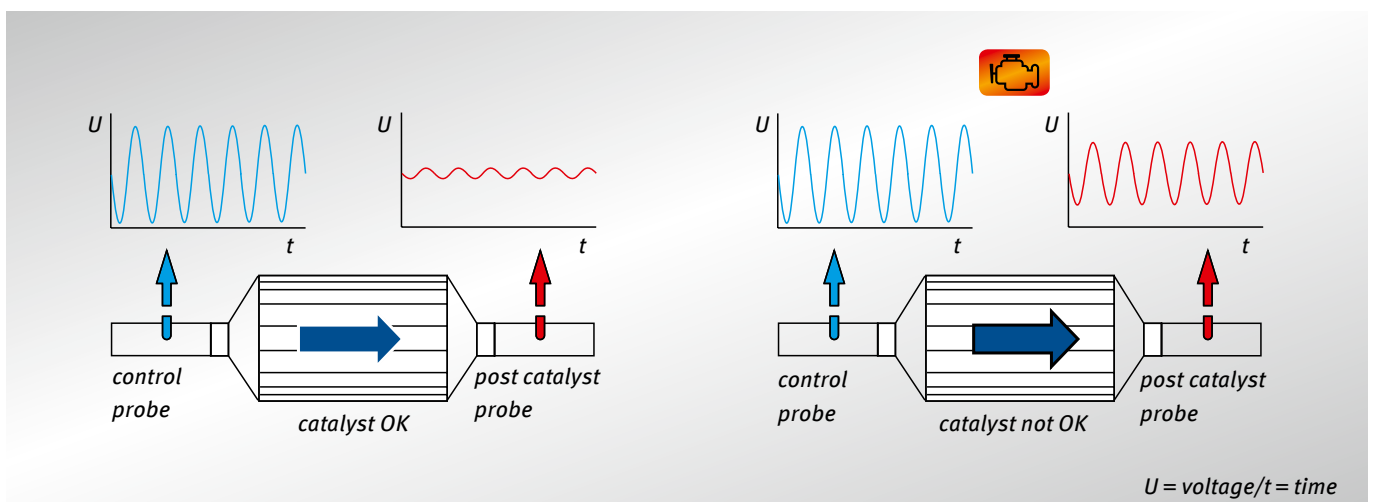 U
U
U
U
t
t
t
t
control
probe
post catalyst
probe
catalyst OK
control
probe
post catalyst
probe
catalyst not OK
U = voltage/t = time